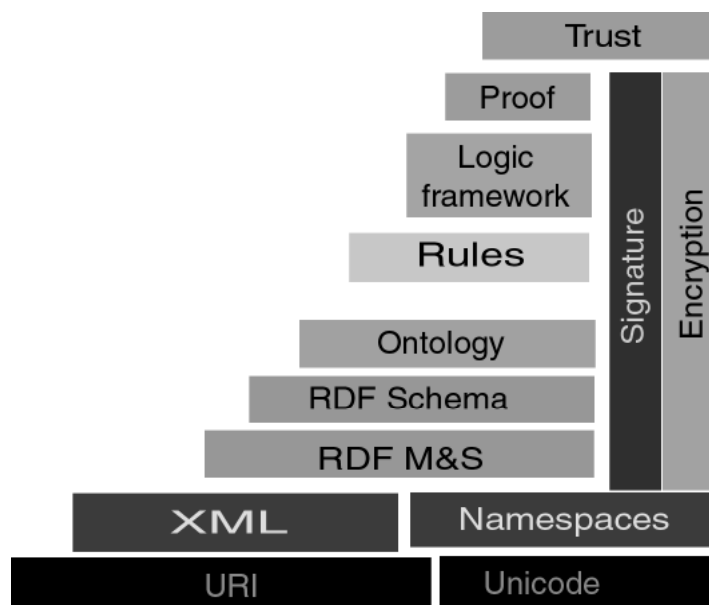 Trust
Proof
Logic
framework
Rules
Signature
Encryption
Ontology
RDF Schema
RDF M&S
XML
Namespaces
URI
Unicode